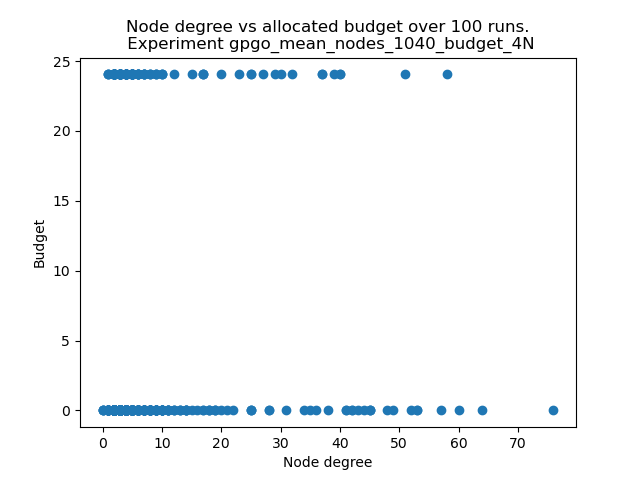 Node degree vs allocated budget over 100 runs.
Experiment gpgo_mean_nodes_1040_budget_4N
25
20
15
10
5
0
Budget
0 10 20 30 40 50 60 70
Node degree